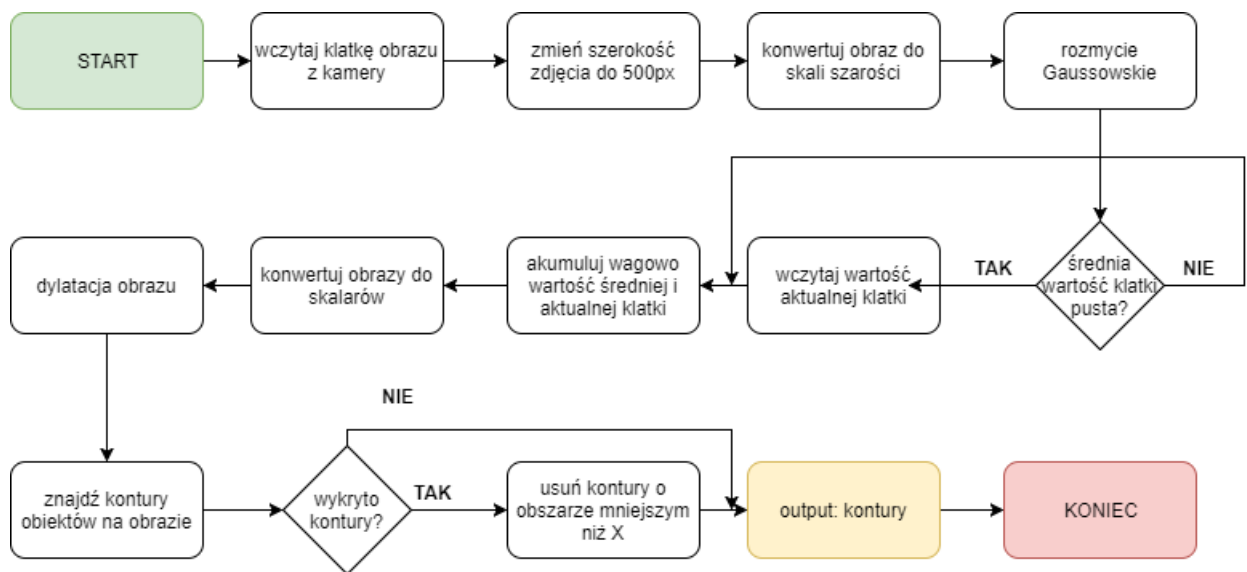 START
wczytaj klatkę obrazu
z kamery
zmień szerokość
zdjęcia do 500px
konwertuj obraz do
skali szarości
rozmycie
Gaussowskie
średnia
wartość klatki
pusta?
NIE
TAK
wczytaj wartość
aktualnej klatki
akumuluj wagowo
wartość średniej i
aktualnej klatki
konwertuj obrazy do
skalarów
dylatacja obrazu
znajdź kontury
obiektów na obrazie
wykryto
kontury?
NIE
TAK
usuń kontury o
obszarze mniejszym
niż X
output: kontury
KONIEC